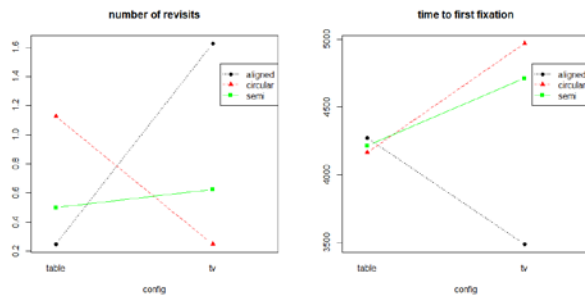 number of revisits
1.6
1.4
1.2
1.0
0.8
0.6
0.4
0.2
aligned
circular
semi
table
tv
config
time to first fixation
5000
4500
4000
3500
aligned
circular
semi
table
tv
config